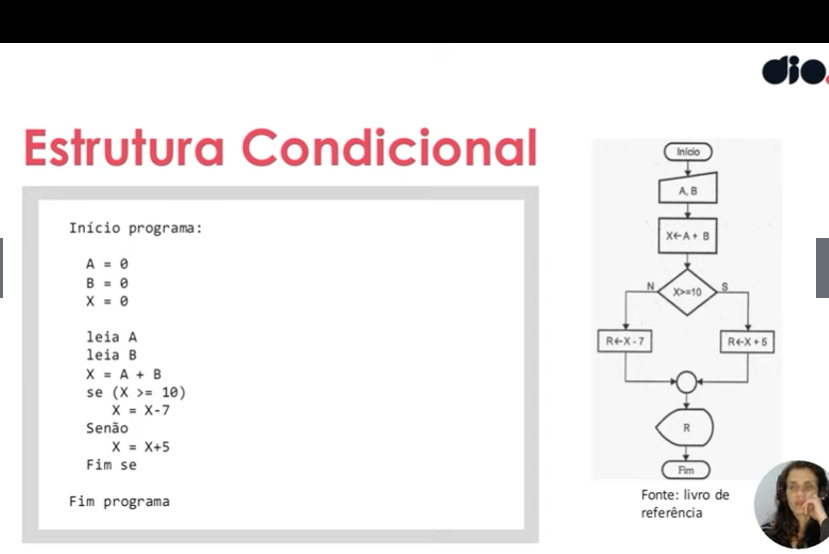 dio.
Estrutura Condicional
Início programa:
A = 0
B = 0
X = 0
leia A
leia B
X = A + B
se (X >= 10)
X = X-7
Senão
X = X+5
Fim se
Fim programa
Início
A, B
X←A + B
N
X>=10
S
R←X - 7
R←X + 5
R
Fim
Fonte: livro de
referência